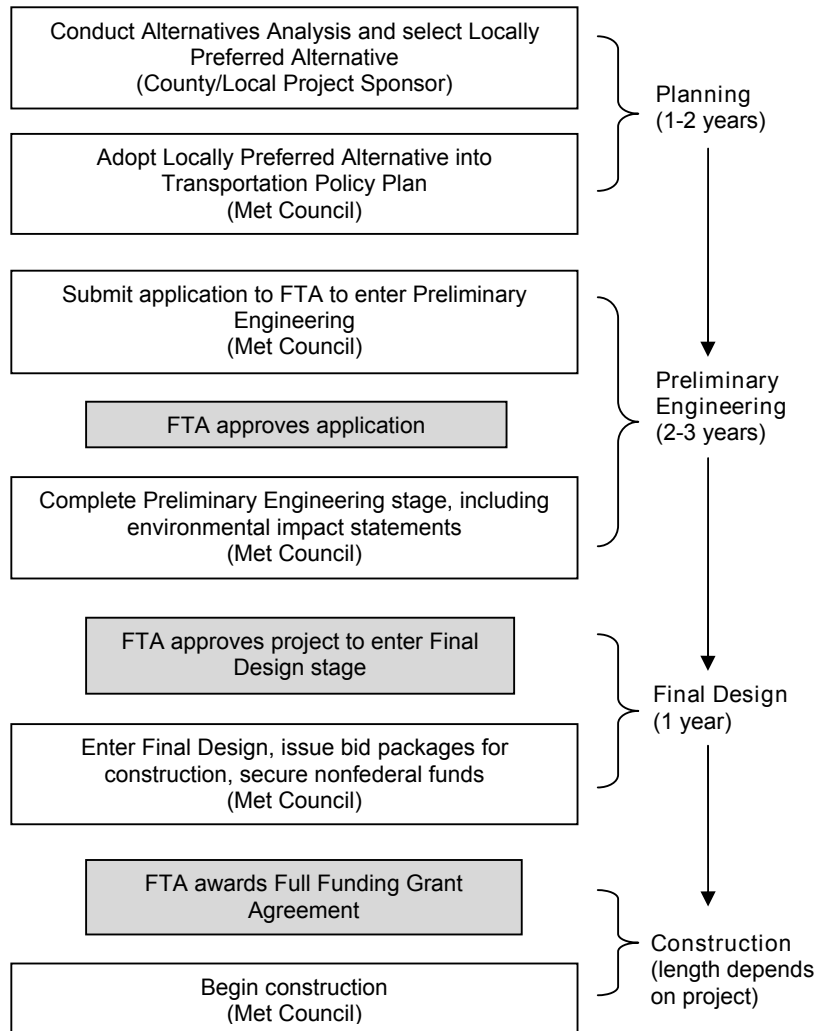 Conduct Alternatives Analysis and select Locally
Preferred Alternative
(County/Local Project Sponsor)
Adopt Locally Preferred Alternative into
Transportation Policy Plan
(Met Council)
Planning
(1-2 years)
Submit application to FTA to enter Preliminary
Engineering
(Met Council)
FTA approves application
Complete Preliminary Engineering stage, including
environmental impact statements
(Met Council)
Preliminary
Engineering
(2-3 years)
FTA approves project to enter Final
Design stage
Enter Final Design, issue bid packages for
construction, secure nonfederal funds
(Met Council)
Final Design
(1 year)
FTA awards Full Funding Grant
Agreement
Begin construction
(Met Council)
Construction
(length depends
on project)